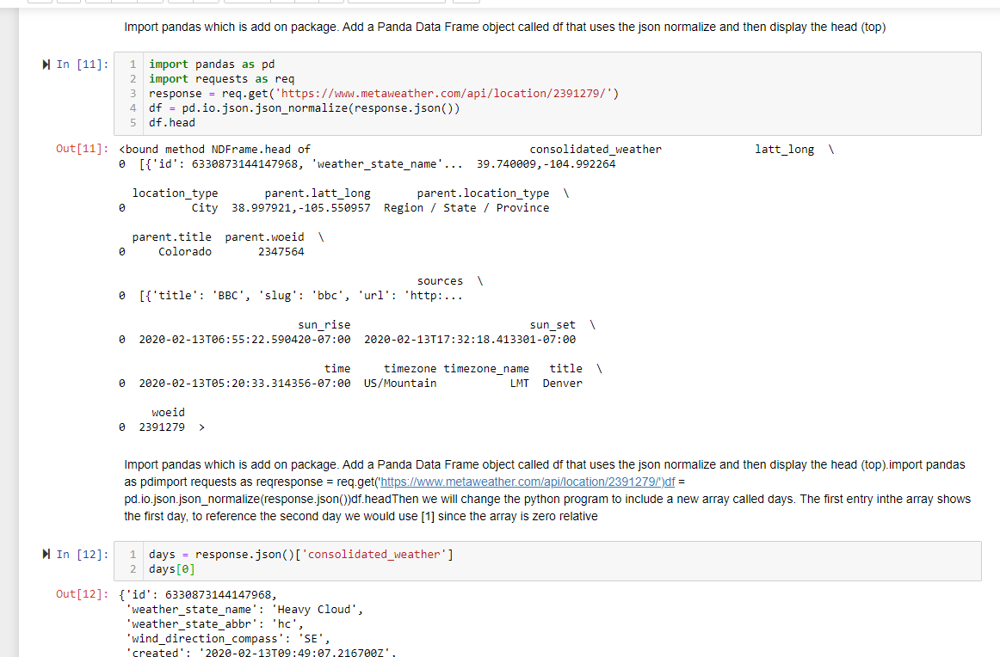 Import pandas which is add on package. Add a Panda Data Frame object called df that uses the json normalize and then display the head (top)
In [11]:
1 import pandas as pd
2 import requests as req
3 response = req.get('https://www.metaweather.com/api/location/2391279/')
4 df = pd.io.json.json_normalize(response.json())
5 df.head
Out[11]: <bound method NDFrame.head of                                 consolidated_weather              latt_long  \
0  [{'id': 6330873144147968, 'weather_state_name'...  39.740009,-104.992264
location_type       parent.latt_long       parent.location_type  \
0          City  38.997921,-105.550957  Region / State / Province
parent.title  parent.woeid  \
0     Colorado       2347564
sources  \
0  [{'title': 'BBC', 'slug': 'bbc', 'url': 'http:...
sun_rise                           sun_set  \
0  2020-02-13T06:55:22.590420-07:00  2020-02-13T17:32:18.413301-07:00
time     timezone timezone_name   title  \
0  2020-02-13T05:20:33.314356-07:00  US/Mountain           LMT  Denver
woeid
0  2391279  >
Import pandas which is add on package. Add a Panda Data Frame object called df that uses the json normalize and then display the head (top).import pandas
as pdimport requests as reqresponse = req.get('https://www.metaweather.com/api/location/2391279/')df =
pd.io.json.json_normalize(response.json())df.headThen we will change the python program to include a new array called days. The first entry inthe array shows
the first day, to reference the second day we would use [1] since the array is zero relative
In [12]:
1 days = response.json()['consolidated_weather']
2 days[0]
Out[12]: {'id': 6330873144147968,
'weather_state_name': 'Heavy Cloud',
'weather_state_abbr': 'hc',
'wind_direction_compass': 'SE',
'created': '2020-02-13T09:49:07.216700Z',